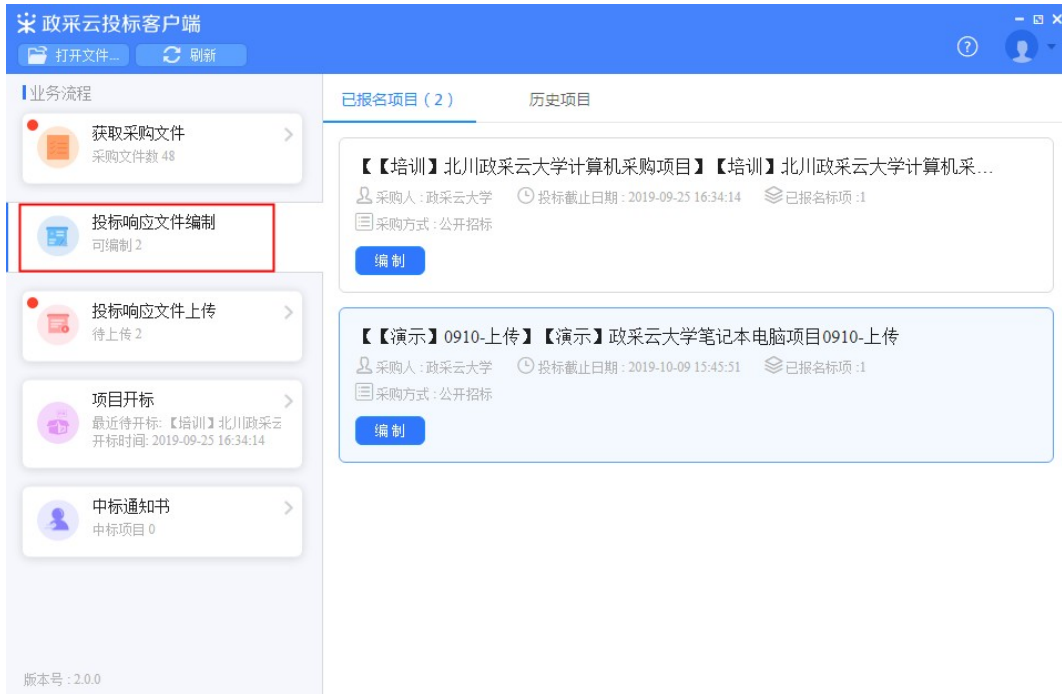 政采云投标客户端
打开文件... 刷新
业务流程
获取采购文件
采购文件数 48
投标响应文件编制
可编制 2
投标响应文件上传
待上传 2
项目开标
最近待开标: 【培训】北川政采云
开标时间: 2019-09-25 16:34:14
中标通知书
中标项目 0
版本号 : 2.0.0
已报名项目（2） 历史项目
【【培训】北川政采云大学计算机采购项目】【培训】北川政采云大学计算机采...
采购人 : 政采云大学 投标截止日期 : 2019-09-25 16:34:14 已报名标项 :1
采购方式 : 公开招标
编 制
【【演示】0910-上传】【演示】政采云大学笔记本电脑项目0910-上传
采购人 : 政采云大学 投标截止日期 : 2019-10-09 15:45:51 已报名标项 :1
采购方式 : 公开招标
编 制